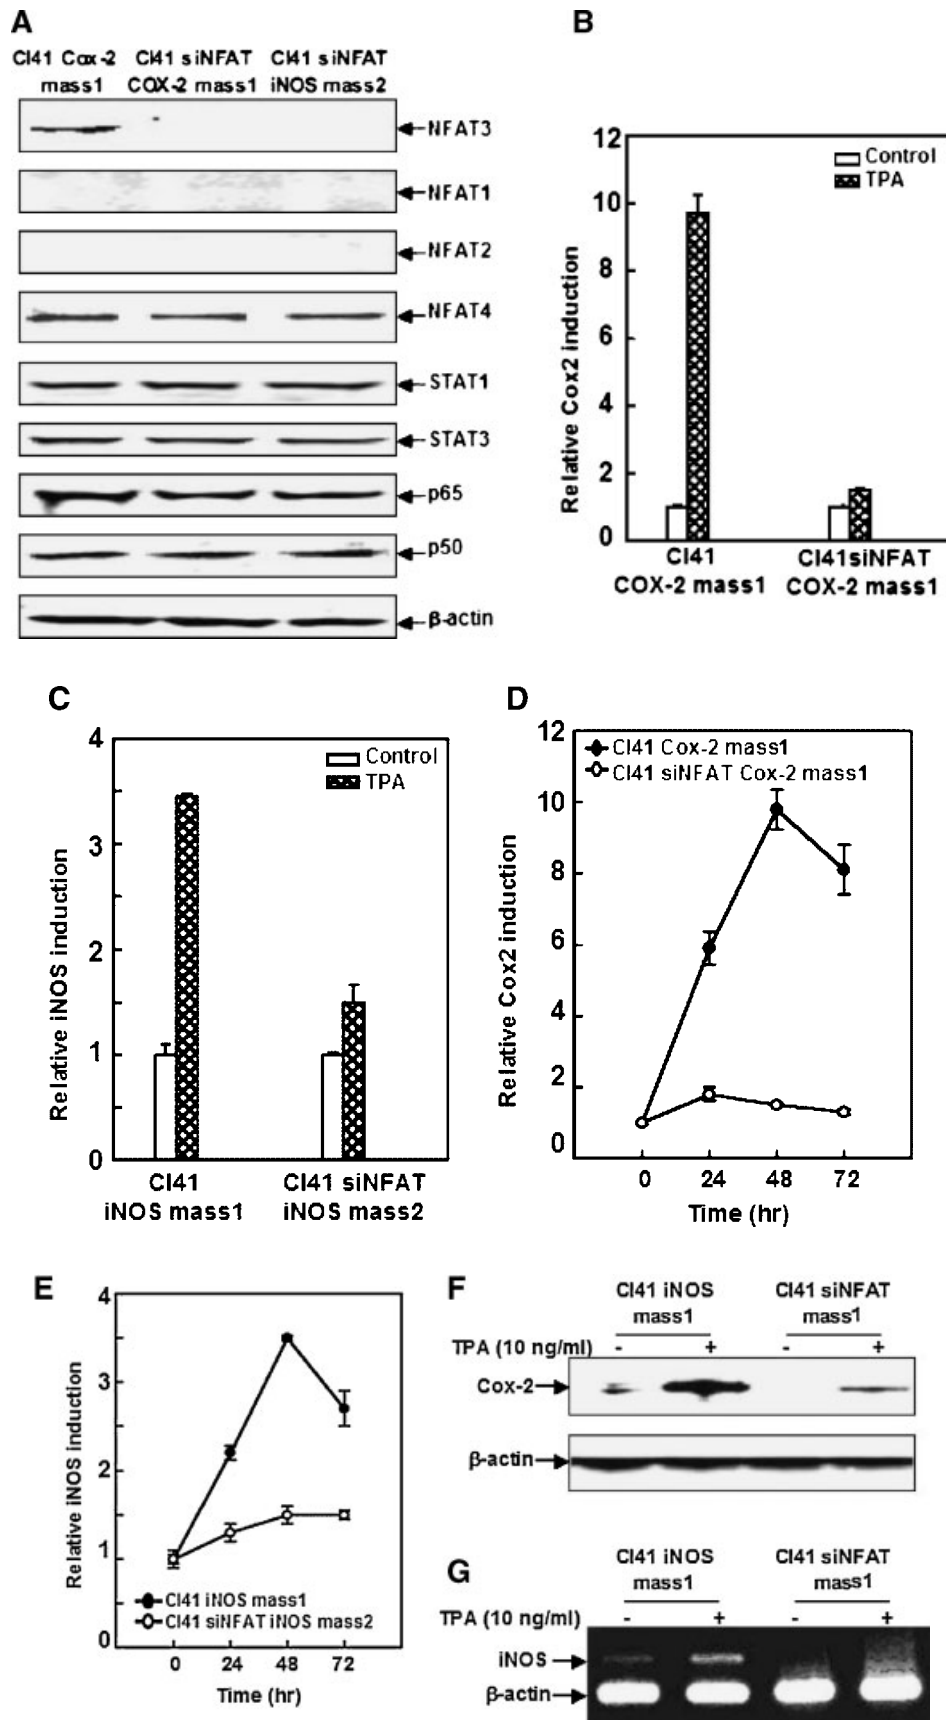 A
Cl41 Cox-2 Cl41 siNFAT Cl41 siNFAT
mass1 COX-2 mass1 iNOS mass2
NFAT3
NFAT1
NFAT2
NFAT4
STAT1
STAT3
p65
p50
β-actin
B
12
10
8
6
4
2
0
Relative Cox2 induction
Control
TPA
Cl41 Cl41siNFAT
COX-2 mass1 COX-2 mass1
C
4
3
2
1
0
Relative iNOS induction
Control
TPA
Cl41 Cl41 siNFAT
iNOS mass1 iNOS mass2
D
12
10
8
6
4
2
0
Relative Cox2 induction
Cl41 Cox-2 mass1
Cl41 siNFAT Cox-2 mass1
0 24 48 72
Time (hr)
E
4
3
2
1
0
Relative iNOS induction
Cl41 iNOS mass1
Cl41 siNFAT iNOS mass2
0 24 48 72
Time (hr)
F
Cl41 iNOS Cl41 siNFAT
mass1 mass1
TPA (10 ng/ml) - + - +
Cox-2
β-actin
G
Cl41 iNOS Cl41 siNFAT
mass1 mass1
TPA (10 ng/ml) - + - +
iNOS
β-actin